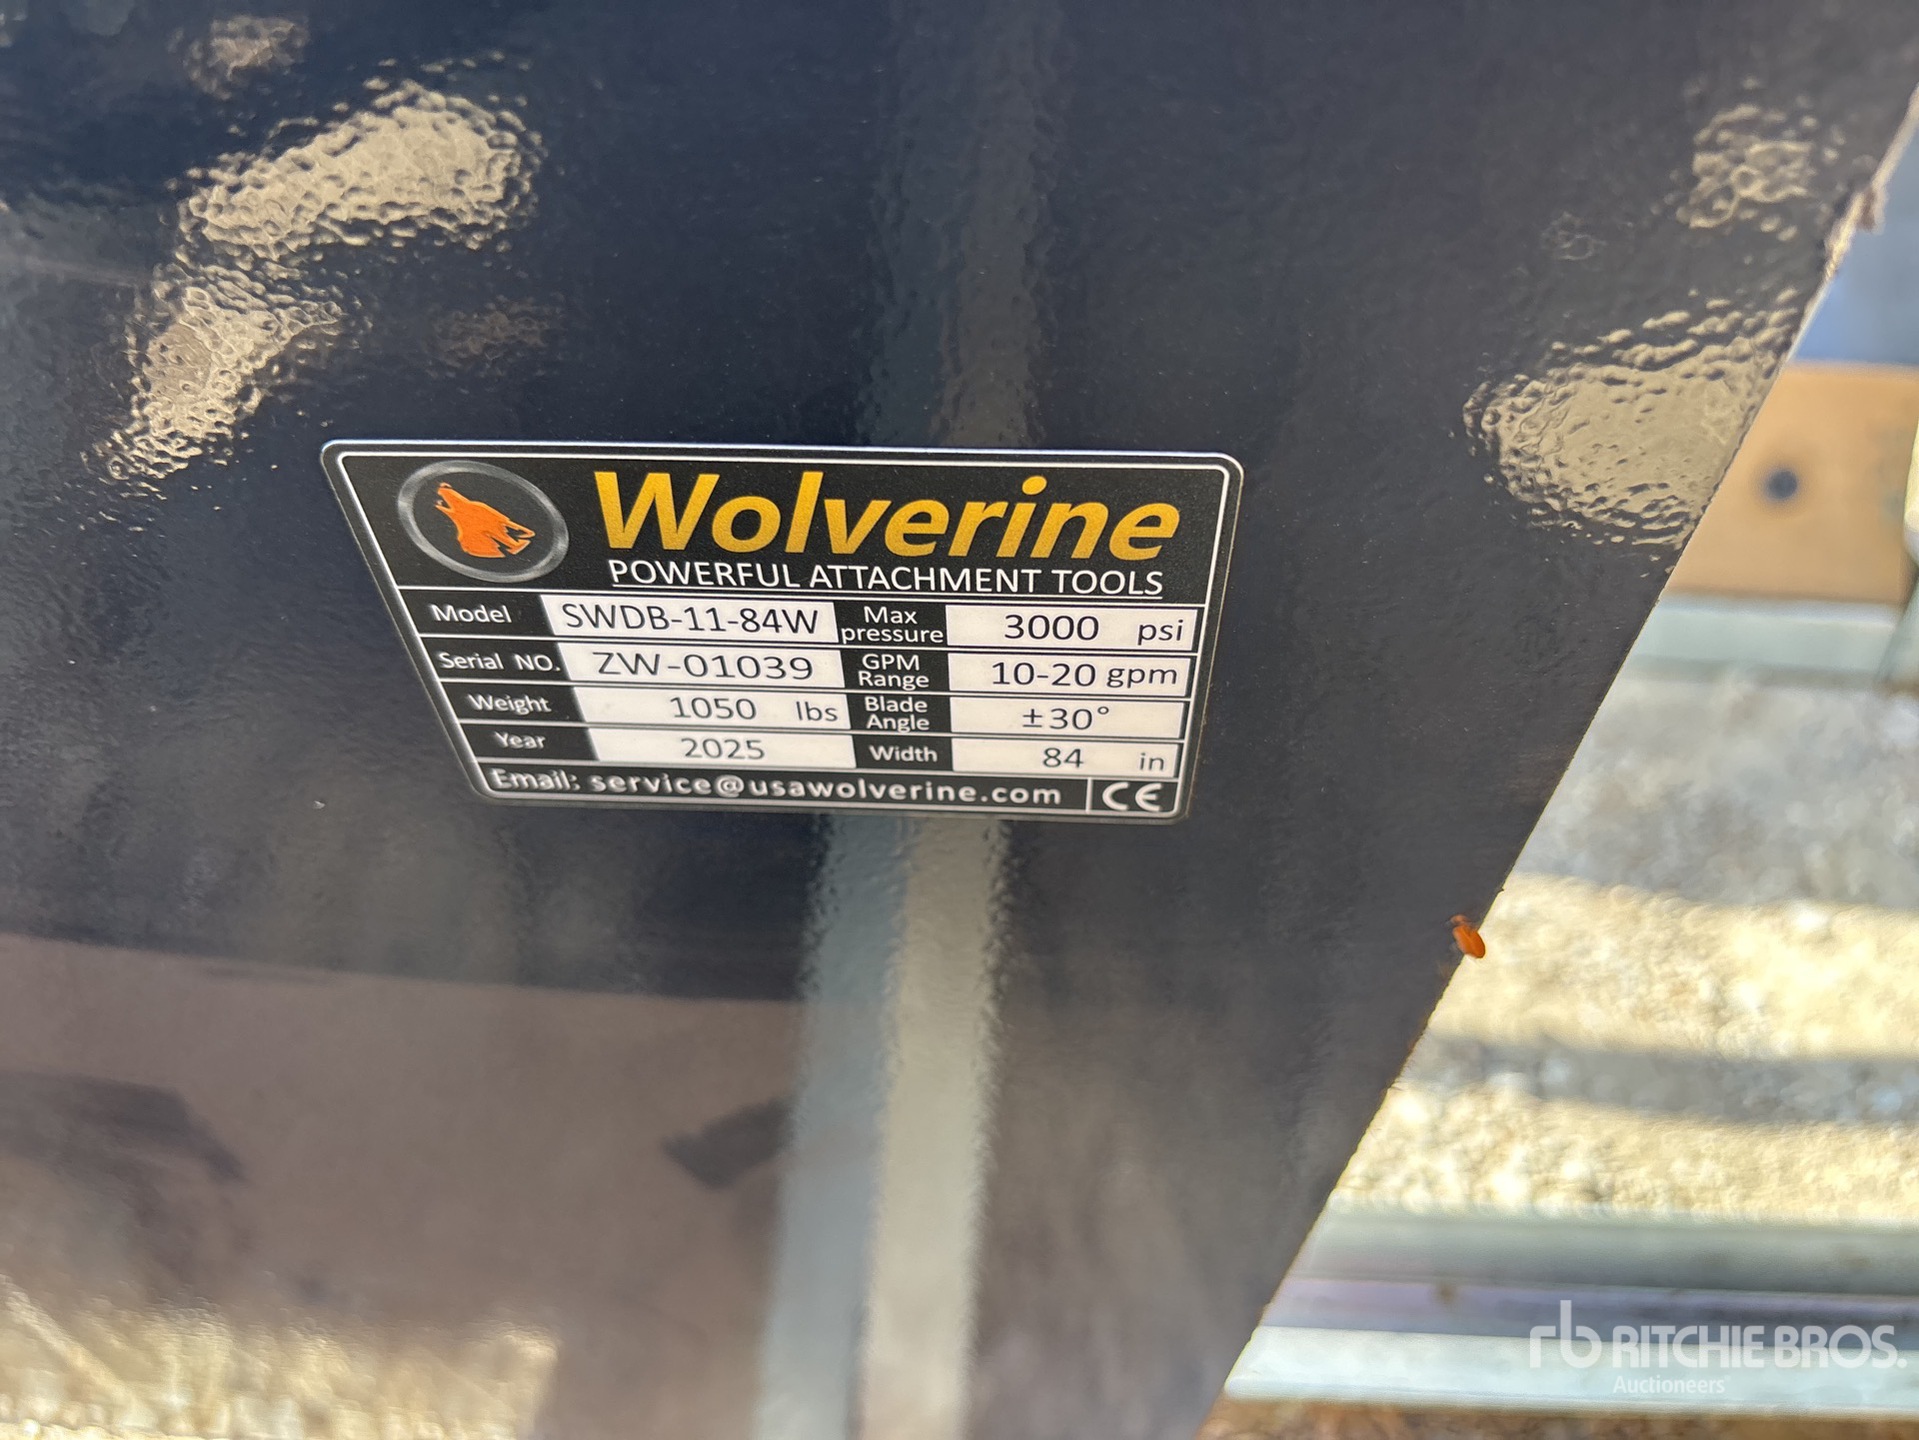 Wolverine
POWERFUL ATTACHMENT TOOLS
Model SWDB-11-84W Max pressure 3000 psi
Serial NO. ZW-01039 GPM Range 10-20 gpm
Weight 1050 lbs Blade Angle ±30°
Year 2025 Width 84 in
Email: service@usawolverine.com CE
rb RITCHIE BROS.
Auctioneers